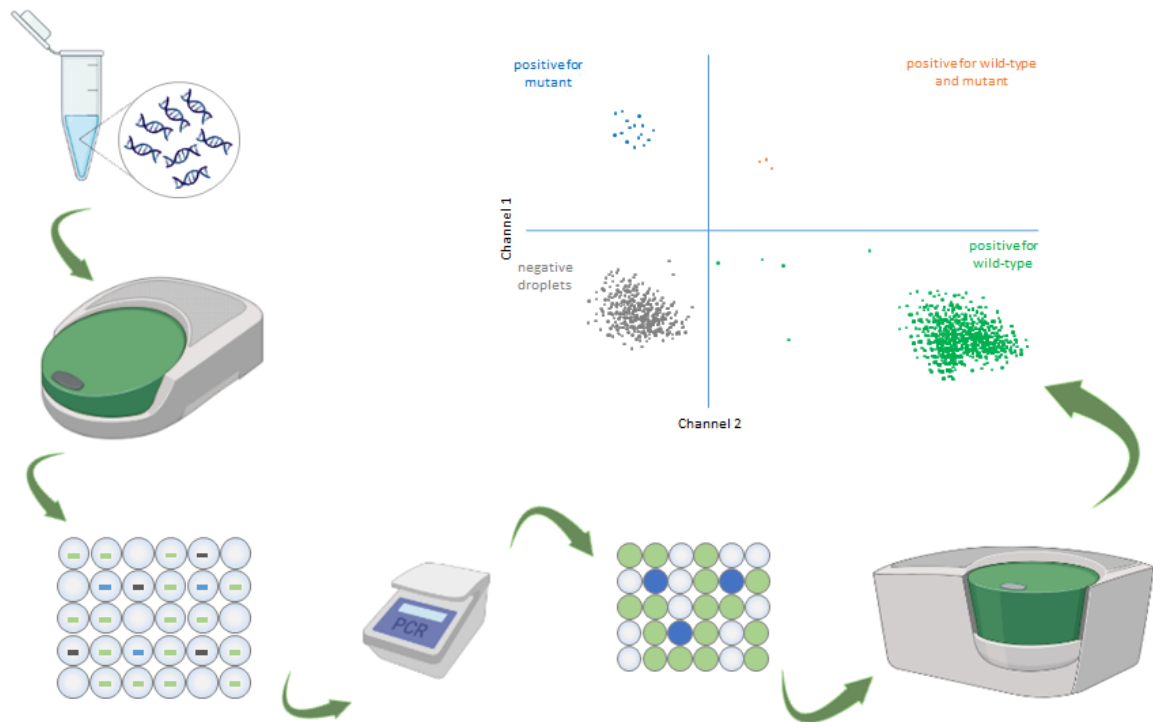 positive for
mutant
positive for wild-type
and mutant
Channel 1
negative
droplets
positive for
wild-type
Channel 2
PCR